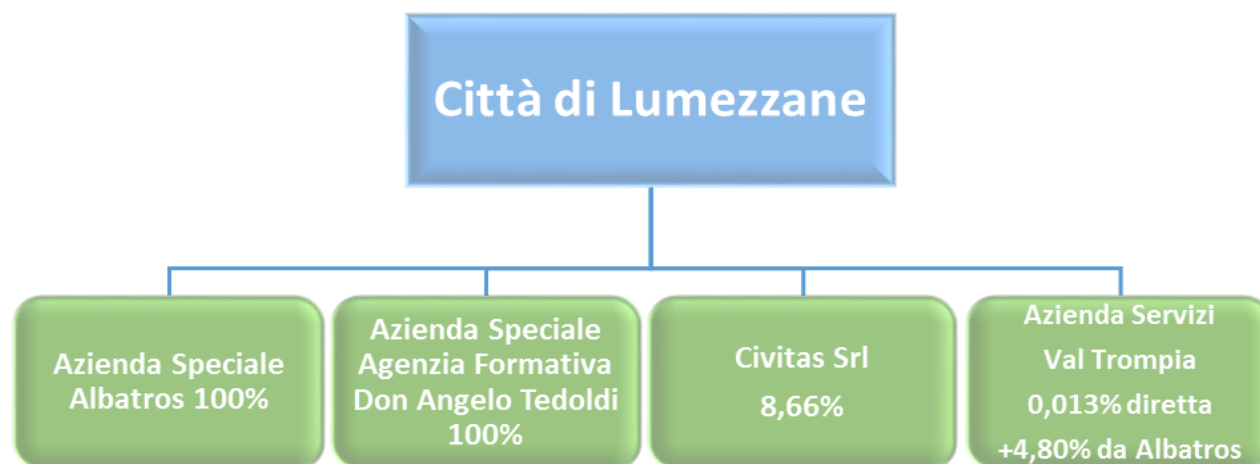 Città di Lumezzane
Azienda Speciale
Albatros 100%
Azienda Speciale
Agenzia Formativa
Don Angelo Tedoldi
100%
Civitas Srl
8,66%
Azienda Servizi
Val Trompia
0,013% diretta
+4,80% da Albatros